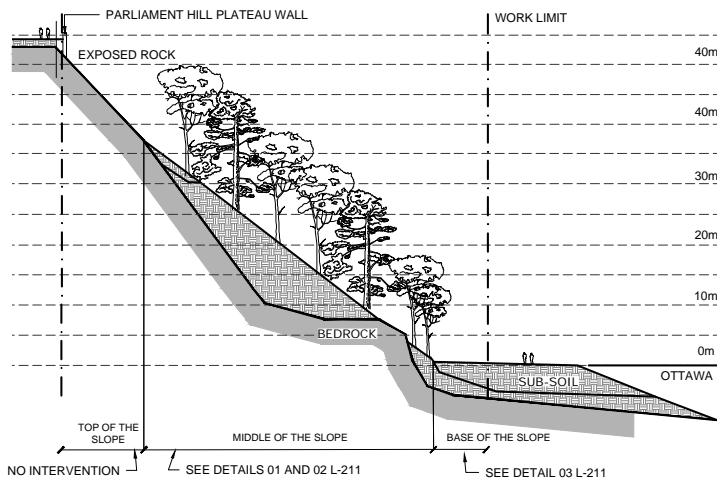 PARLIAMENT HILL PLATEAU WALL
WORK LIMIT
EXPOSED ROCK
40m
40m
30m
20m
10m
BEDROCK
0m
OTTAWA
SUB-SOIL
TOP OF THE
SLOPE
MIDDLE OF THE SLOPE
BASE OF THE SLOPE
NO INTERVENTION
SEE DETAILS 01 AND 02 L-211
SEE DETAIL 03 L-211